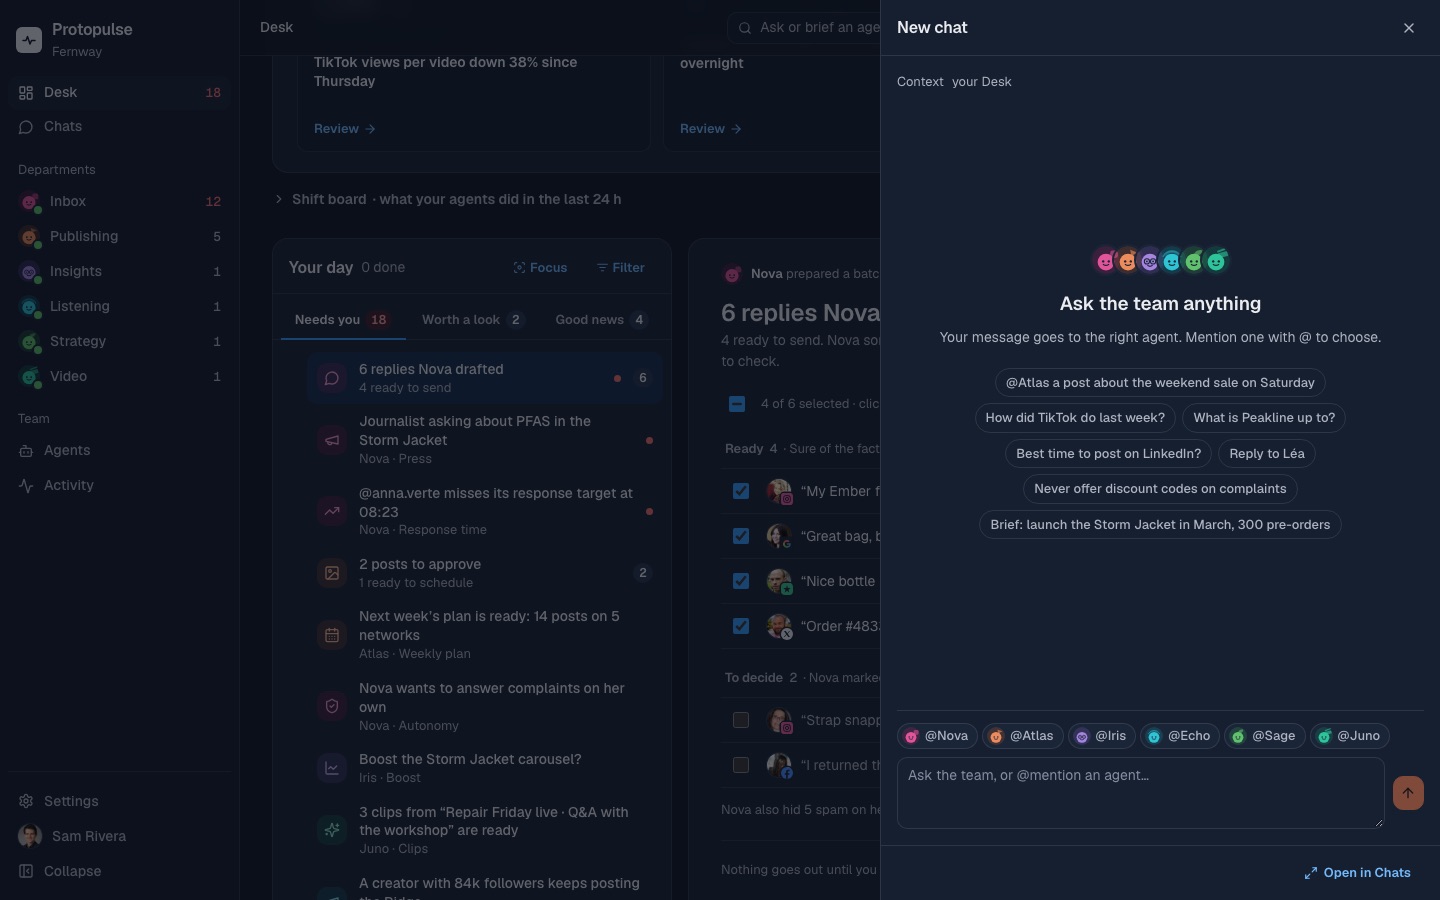 Protopulse
Fernway
Desk 18
Chats
Departments
Inbox 12
Publishing 5
Insights 1
Listening 1
Strategy 1
Video 1
Team
Agents
Activity
Settings
Sam Rivera
Collapse
Desk
Ask or brief an age
TikTok views per video down 38% since
Thursday
Review
overnight
Review
Shift board · what your agents did in the last 24 h
Your day 0 done
Focus
Filter
Needs you 18
Worth a look 2
Good news 4
6 replies Nova drafted
4 ready to send
6
Journalist asking about PFAS in the
Storm Jacket
Nova · Press
@anna.verte misses its response target at
08:23
Nova · Response time
2 posts to approve
1 ready to schedule
2
Next week's plan is ready: 14 posts on 5
networks
Atlas · Weekly plan
Nova wants to answer complaints on her
own
Nova · Autonomy
Boost the Storm Jacket carousel?
Iris · Boost
3 clips from “Repair Friday live · Q&A with
the workshop” are ready
Juno · Clips
A creator with 84k followers keeps posting
Nova prepared a batc
6 replies Nova
4 ready to send. Nova
to check.
4 of 6 selected · clic
Ready 4 · Sure of the fact
“My Ember f
“Great bag, b
“Nice bottle
“Order #483
To decide 2 · Nova marke
“Strap snapp
“I returned th
Nova also hid 5 spam on he
Nothing goes out until you
New chat
Context your Desk
Ask the team anything
Your message goes to the right agent. Mention one with @ to choose.
@Atlas a post about the weekend sale on Saturday
How did TikTok do last week?
What is Peakline up to?
Best time to post on LinkedIn?
Reply to Léa
Never offer discount codes on complaints
Brief: launch the Storm Jacket in March, 300 pre-orders
@Nova
@Atlas
@Iris
@Echo
@Sage
@Juno
Ask the team, or @mention an agent…
Open in Chats